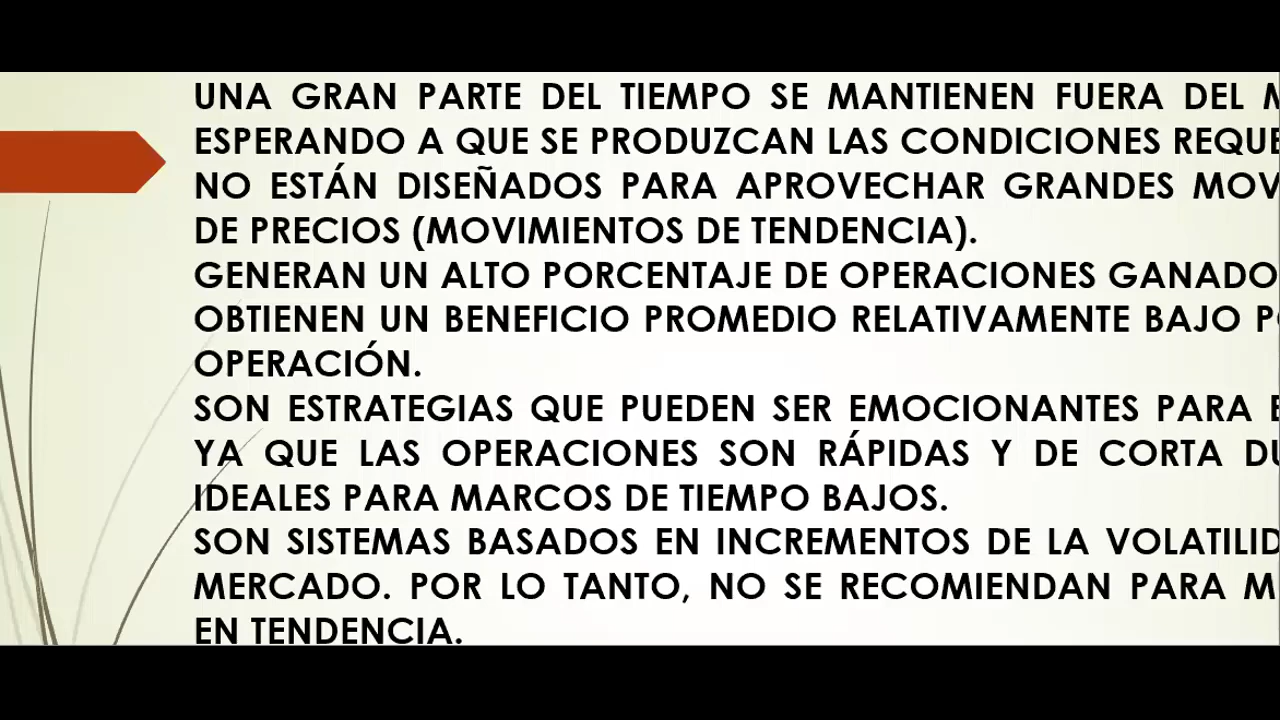 UNA GRAN PARTE DEL TIEMPO SE MANTIENEN FUERA DEL
ESPERANDO A QUE SE PRODUZCAN LAS CONDICIONES
NO ESTÁN DISEÑADOS PARA APROVECHAR GRANDES
DE PRECIOS (MOVIMIENTOS DE TENDENCIA).
GENERAN UN ALTO PORCENTAJE DE OPERACIONES
OBTIENEN UN BENEFICIO PROMEDIO RELATIVAMENTE BAJO
OPERACIÓN.
SON ESTRATEGIAS QUE PUEDEN SER EMOCIONANTES PARA
YA QUE LAS OPERACIONES SON RÁPIDAS Y DE CORTA
IDEALES PARA MARCOS DE TIEMPO BAJOS.
SON SISTEMAS BASADOS EN INCREMENTOS DE LA
MERCADO. POR LO TANTO, NO SE RECOMIENDAN PARA
EN TENDENCIA.